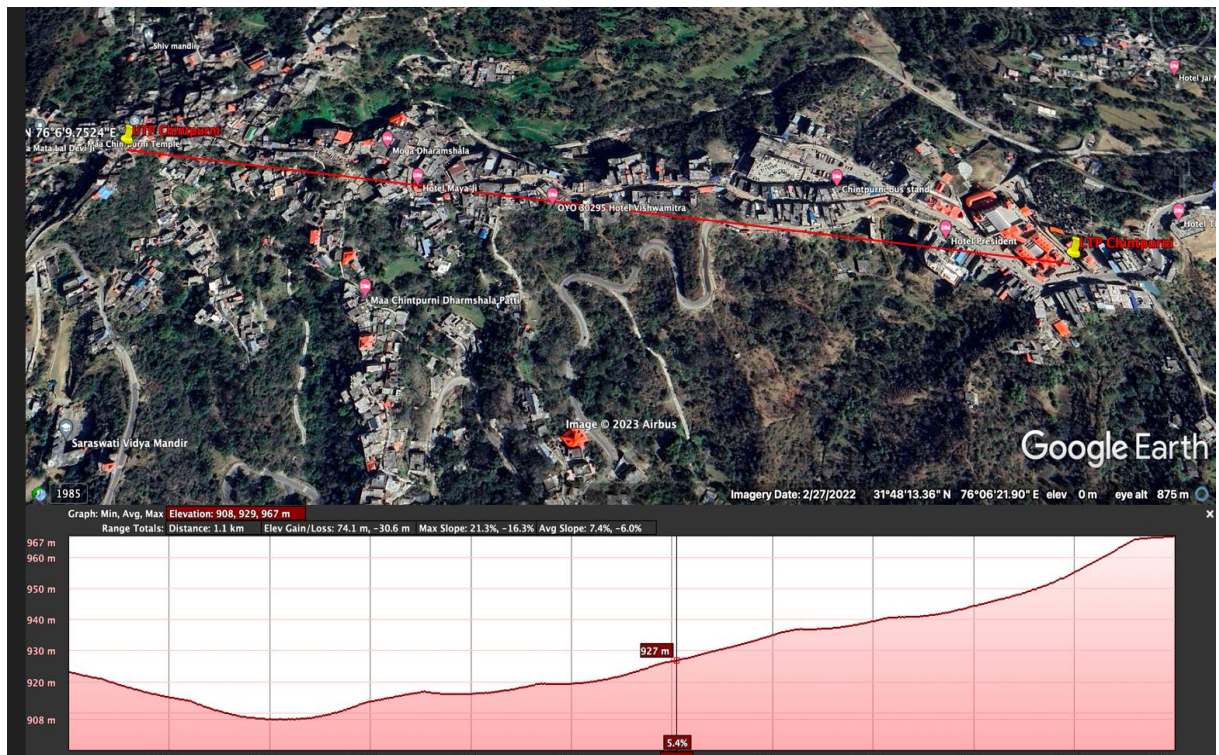 Shiv mandir
Hotel Jai M
N 76°6'9.7524"E
UTP Chintpurni
a Mata Lal Devi Ji
Maa Chintpurni Temple
Moga Dharamshala
Hotel Maya Ji
Chintpurni bus stand
OYO 30295 Hotel Vishwamitra
Hotel President
LTP Chintpurni
Hotel T
Maa Chintpurni Dharmshala Patti
Image © 2023 Airbus
Saraswati Vidya Mandir
Google Earth
1985
Imagery Date: 2/27/2022 31°48'13.36" N 76°06'21.90" E elev 0 m eye alt 875 m
Graph: Min, Avg, Max Elevation: 908, 929, 967 m
Range Totals: Distance: 1.1 km Elev Gain/Loss: 74.1 m, -30.6 m Max Slope: 21.3%, -16.3% Avg Slope: 7.4%, -6.0%
967 m
960 m
950 m
940 m
930 m
927 m
920 m
908 m
5.4%